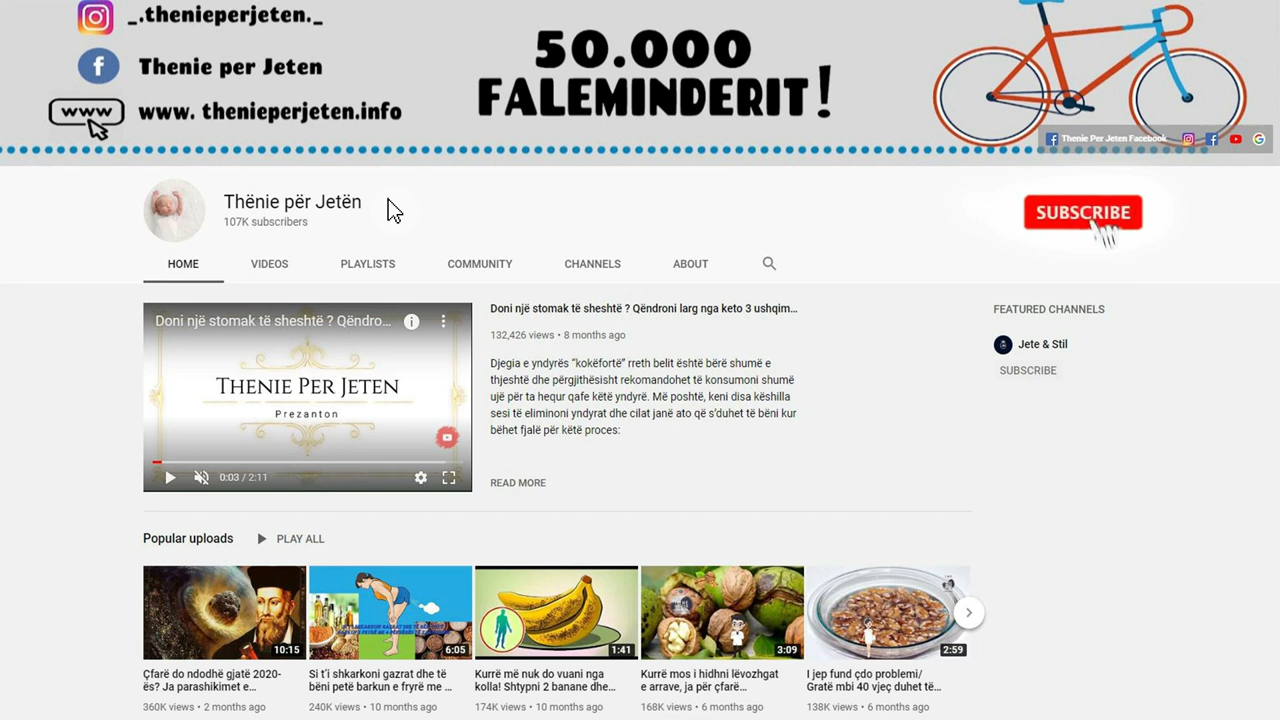 _.thenieperjeten._
Thenie per Jeten
www
www. thenieperjeten.info
50.000
FALEMINDERIT!
Thenie Per Jeten Facebook
Thënie për Jetën
107K subscribers
SUBSCRIBE
HOME
VIDEOS
PLAYLISTS
COMMUNITY
CHANNELS
ABOUT
Doni një stomak të sheshtë ? Qëndro...
THENIE PER JETEN
Prezanton
0:03 / 2:11
Doni një stomak të sheshtë ? Qëndroni larg nga keto 3 ushqim...
132,426 views • 8 months ago
Djegia e yndyrës "kokëfortë" rreth belit është bërë shumë e
thjeshtë dhe përgjithësisht rekomandohet të konsumoni shumë
ujë për ta hequr qafe këtë yndyrë. Më poshtë, keni disa këshilla
sesi të eliminoni yndyrat dhe cilat janë ato që s'duhet të bëni kur
bëhet fjalë për këtë proces:
READ MORE
FEATURED CHANNELS
Jete & Stil
SUBSCRIBE
Popular uploads
PLAY ALL
10:15
6:05
1:41
3:09
2:59
Çfarë do ndodhë gjatë 2020-
ës? Ja parashikimet e...
360K views • 2 months ago
Si t'i shkarkoni gazrat dhe të
bëni petë barkun e fryrë me ...
240K views • 10 months ago
Kurrë më nuk do vuani nga
kolla! Shtypni 2 banane dhe...
174K views • 10 months ago
Kurrë mos i hidhni lëvozhgat
e arrave, ja për çfarë...
168K views • 6 months ago
I jep fund çdo problemi/
Gratë mbi 40 vjeç duhet të...
138K views • 6 months ago